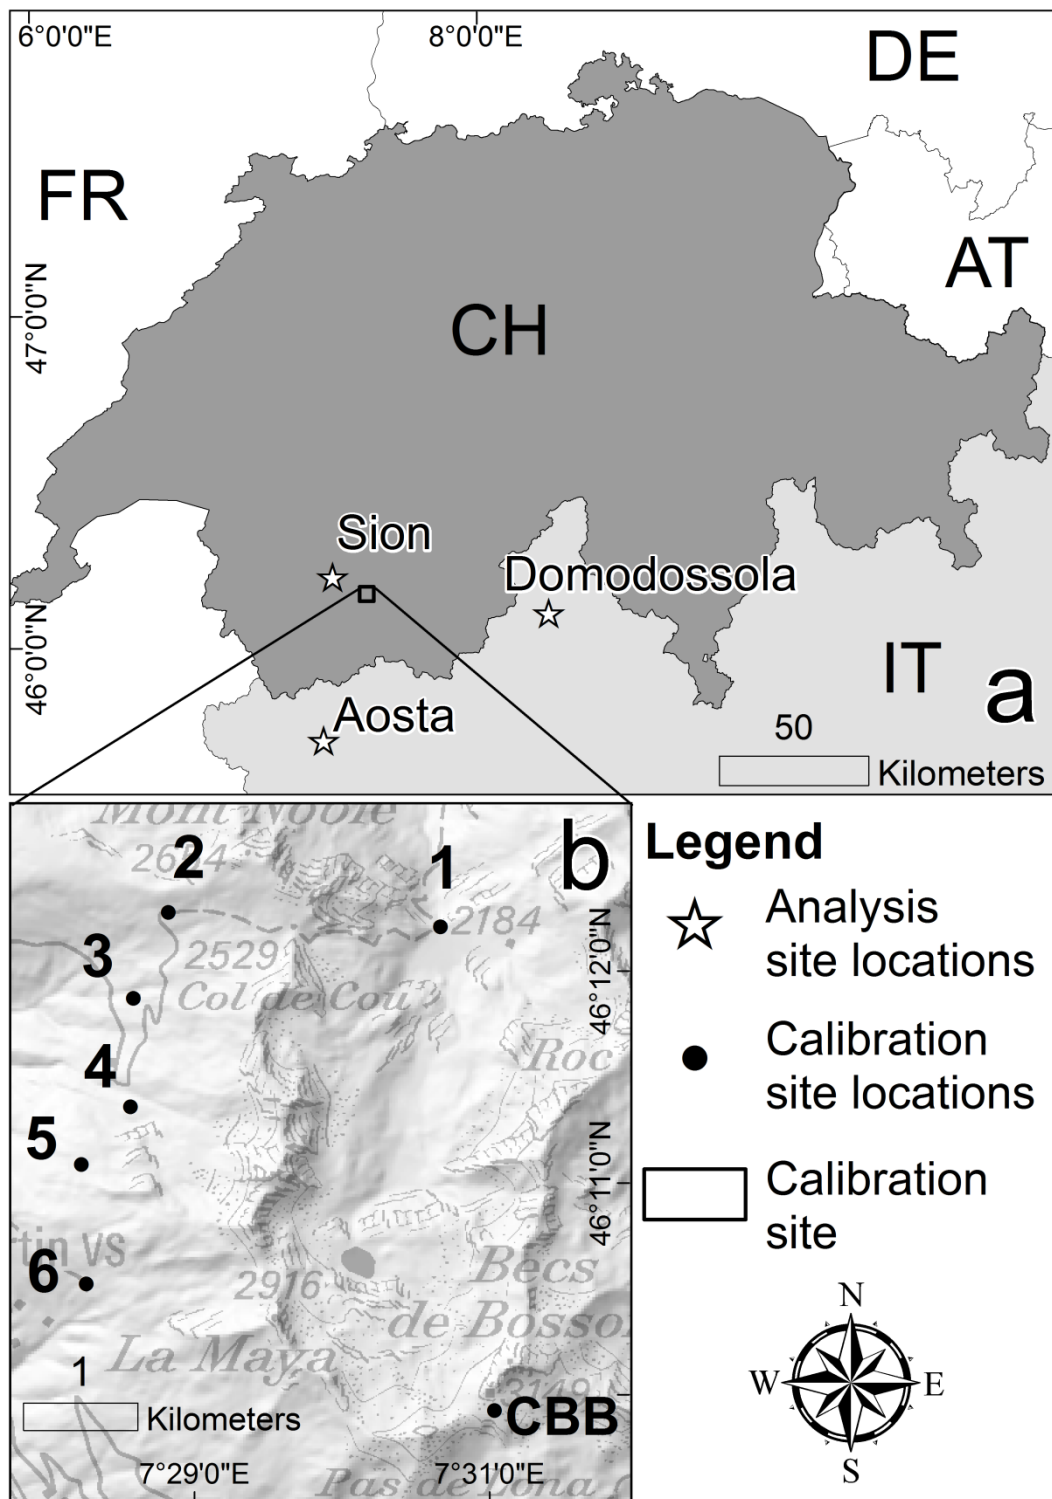 6°0'0"E
8°0'0"E
DE
FR
AT
47°0'0"N
CH
Sion
Domodossola
46°0'0"N
IT
a
Aosta
50
Kilometers
b
2
1
2184
2529
3
Col de Cou
46°12'0"N
Roc
4
5
46°11'0"N
6
2916
Becs
de Bosso
La Maya
1
Kilometers
CBB
7°29'0"E
7°31'0"E
Legend
Analysis
site locations
Calibration
site locations
Calibration
site
N
W
E
S